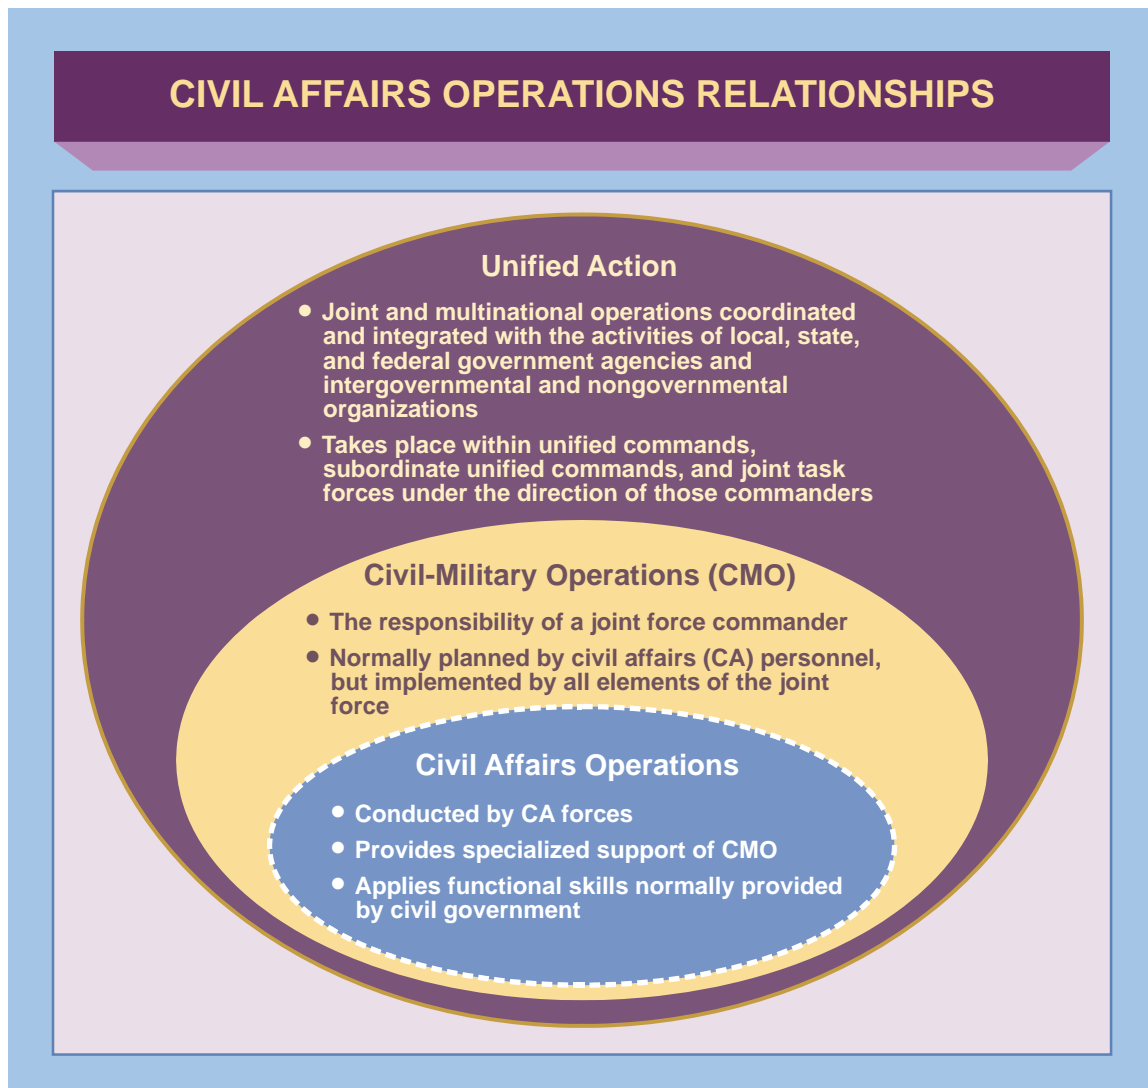 CIVIL AFFAIRS OPERATIONS RELATIONSHIPS
Unified Action
• Joint and multinational operations coordinated
and integrated with the activities of local, state,
and federal government agencies and
intergovernmental and nongovernmental
organizations
• Takes place within unified commands,
subordinate unified commands, and joint task
forces under the direction of those commanders
Civil-Military Operations (CMO)
• The responsibility of a joint force commander
• Normally planned by civil affairs (CA) personnel,
but implemented by all elements of the joint
force
Civil Affairs Operations
• Conducted by CA forces
• Provides specialized support of CMO
• Applies functional skills normally provided
by civil government